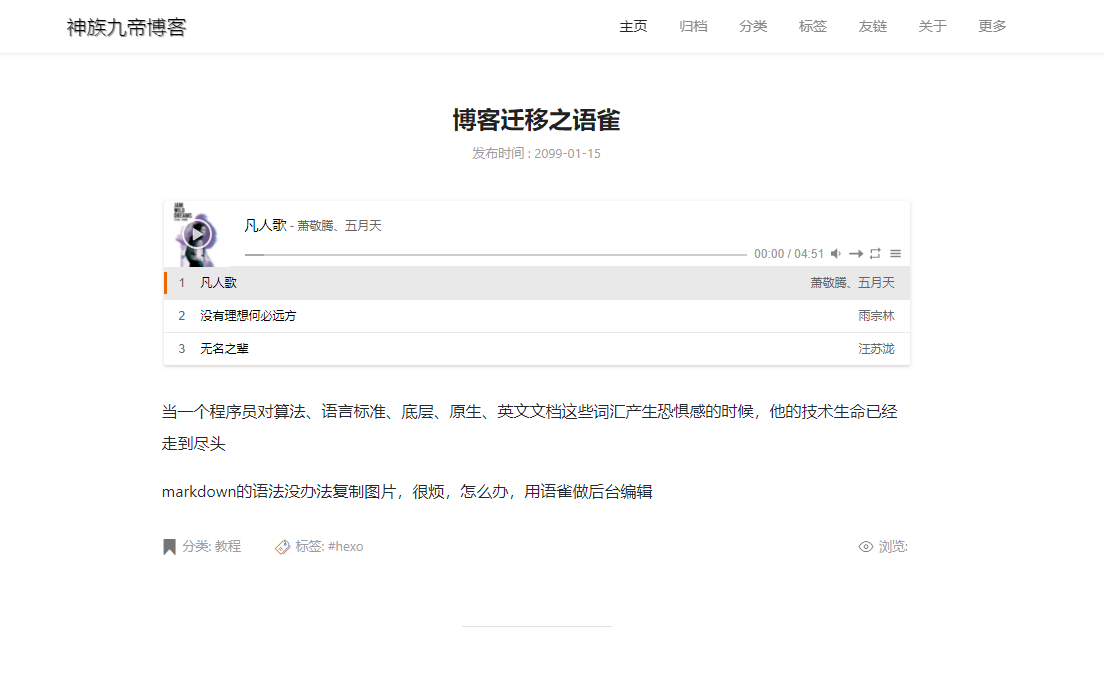 神族九帝博客
主页 归档 分类 标签 友链 关于 更多
博客迁移之语雀
发布时间 : 2099-01-15
凡人歌 - 萧敬腾、五月天
00:00 / 04:51
1 凡人歌 萧敬腾、五月天
2 没有理想何必远方 雨宗林
3 无名之辈 汪苏泷
当一个程序员对算法、语言标准、底层、原生、英文文档这些词汇产生恐惧感的时候，他的技术生命已经
走到尽头
markdown的语法没办法复制图片，很烦，怎么办，用语雀做后台编辑
分类: 教程 标签: #hexo 浏览: